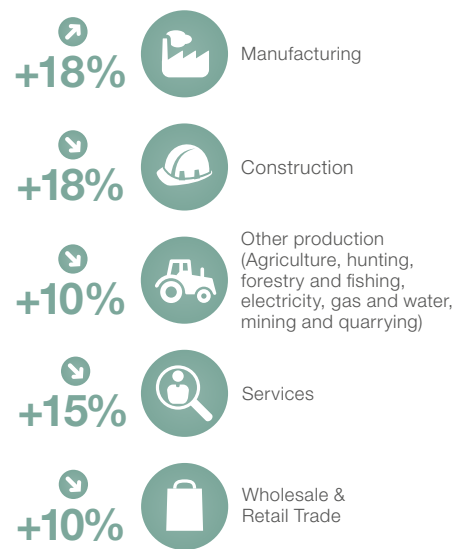 +18%
Manufacturing
+18%
Construction
+10%
Other production
(Agriculture, hunting,
forestry and fishing,
electricity, gas and water,
mining and quarrying)
+15%
Services
+10%
Wholesale &
Retail Trade